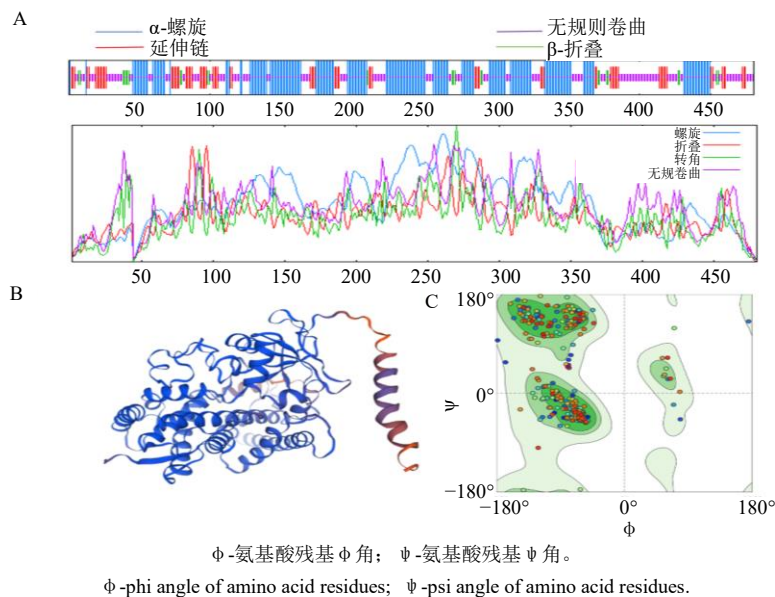 A
α-螺旋
无规则卷曲
延伸链
β-折叠
50 100 150 200 250 300 350 400 450
螺旋
折叠
转角
无规卷曲
50 100 150 200 250 300 350 400 450
B
C
180°
ψ
0°
−180°
−180° 0° 180°
ϕ
ϕ-氨基酸残基ϕ角； ψ-氨基酸残基ψ角。
ϕ-phi angle of amino acid residues; ψ-psi angle of amino acid residues.